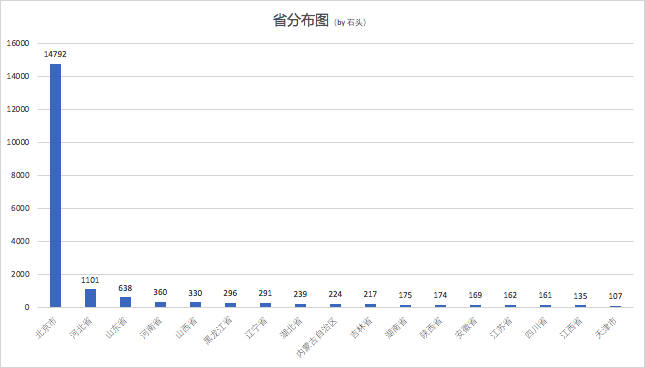 省分布图（by 石头）
16000
14000
12000
10000
8000
6000
4000
2000
0
14792
1101
638
360
330
296
291
239
224
217
175
174
169
162
161
135
107
北京市
河北省
山东省
河南省
山西省
黑龙江省
辽宁省
湖北省
内蒙古自治区
吉林省
湖南省
陕西省
安徽省
江苏省
四川省
江西省
天津市